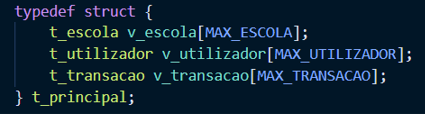 typedef struct {
    t_escola v_escola[MAX_ESCOLA];
    t_utilizador v_utilizador[MAX_UTILIZADOR];
    t_transacao v_transacao[MAX_TRANSACAO];
} t_principal;